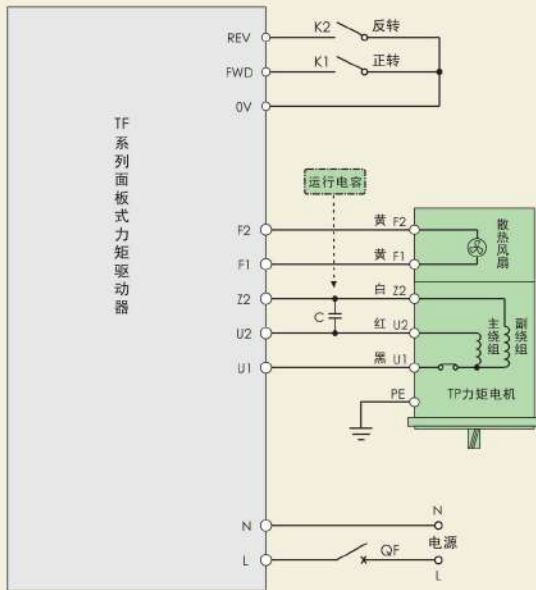 REV K2 反转
FWD K1 正转
0V
TF系列面板式力矩驱动器
运行电容
F2 黄 F2
F1 黄 F1
散热风扇
Z2 白 Z2
C
U2 红 U2
主绕组
副绕组
U1 黑 U1
PE
TP力矩电机
N N
电源
L QF L